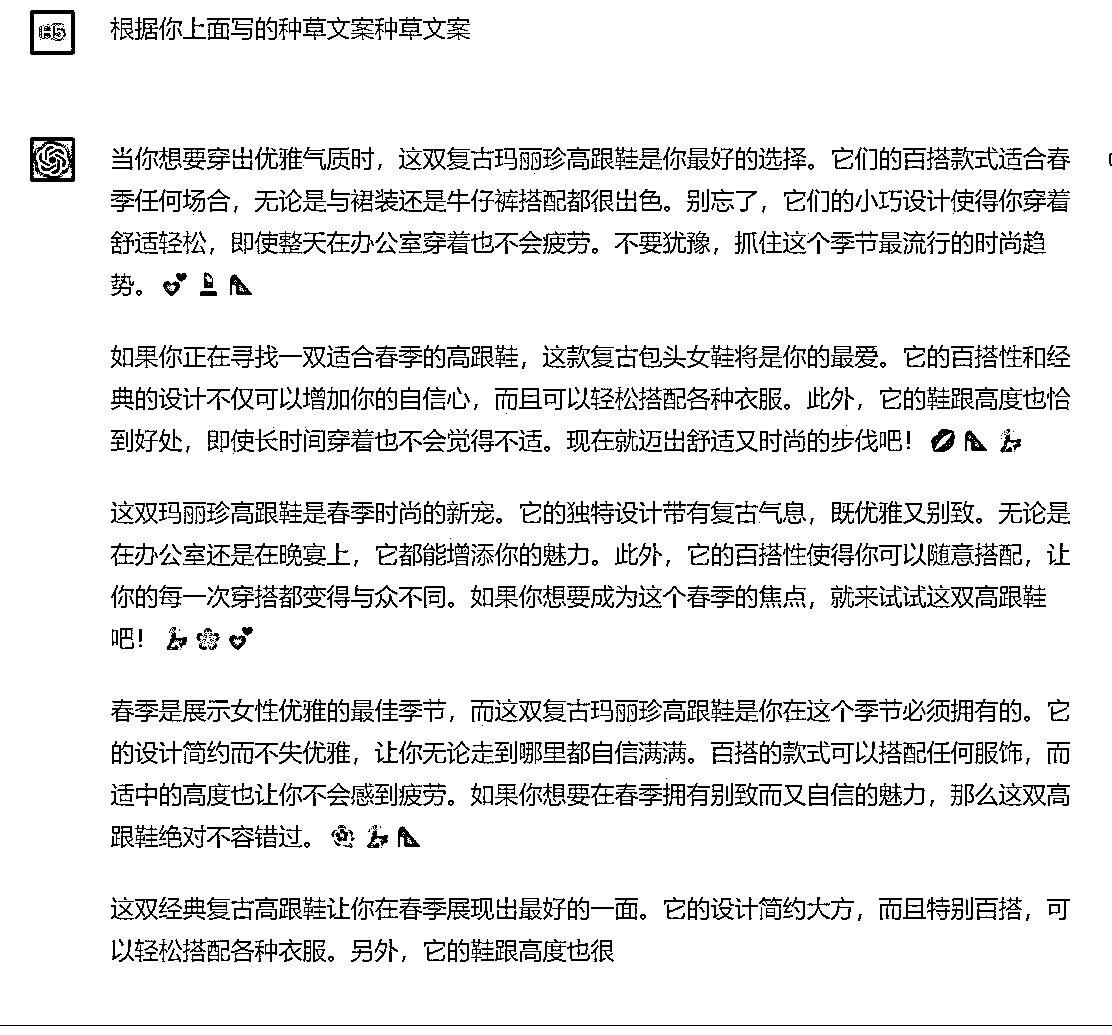 根据你上面写的种草文案种草文案
当你想要穿出优雅气质时，这双复古玛丽珍高跟鞋是你最好的选择。它们的百搭款式适合春
季任何场合，无论是与裙装还是牛仔裤搭配都很出色。别忘了，它们的小巧设计使得你穿着
舒适轻松，即使整天在办公室穿着也不会疲劳。不要犹豫，抓住这个季节最流行的时尚趋
势。💕💄👠
如果你正在寻找一双适合春季的高跟鞋，这款复古包头女鞋将是你的最爱。它的百搭性和经
典的设计不仅可以增加你的自信心，而且可以轻松搭配各种衣服。此外，它的鞋跟高度也恰
到好处，即使长时间穿着也不会觉得不适。现在就迈出舒适又时尚的步伐吧！💋👠💃
这双玛丽珍高跟鞋是春季时尚的新宠。它的独特设计带有复古气息，既优雅又别致。无论是
在办公室还是在晚宴上，它都能增添你的魅力。此外，它的百搭性使得你可以随意搭配，让
你的每一次穿搭都变得与众不同。如果你想要成为这个春季的焦点，就来试试这双高跟鞋
吧！💃🌸💕
春季是展示女性优雅的最佳季节，而这双复古玛丽珍高跟鞋是你在这个季节必须拥有的。它
的设计简约而不失优雅，让你无论走到哪里都自信满满。百搭的款式可以搭配任何服饰，而
适中的高度也让你不会感到疲劳。如果你想要在春季拥有别致而又自信的魅力，那么这双高
跟鞋绝对不容错过。🌺💃👠
这双经典复古高跟鞋让你在春季展现出最好的一面。它的设计简约大方，而且特别百搭，可
以轻松搭配各种衣服。另外，它的鞋跟高度也很